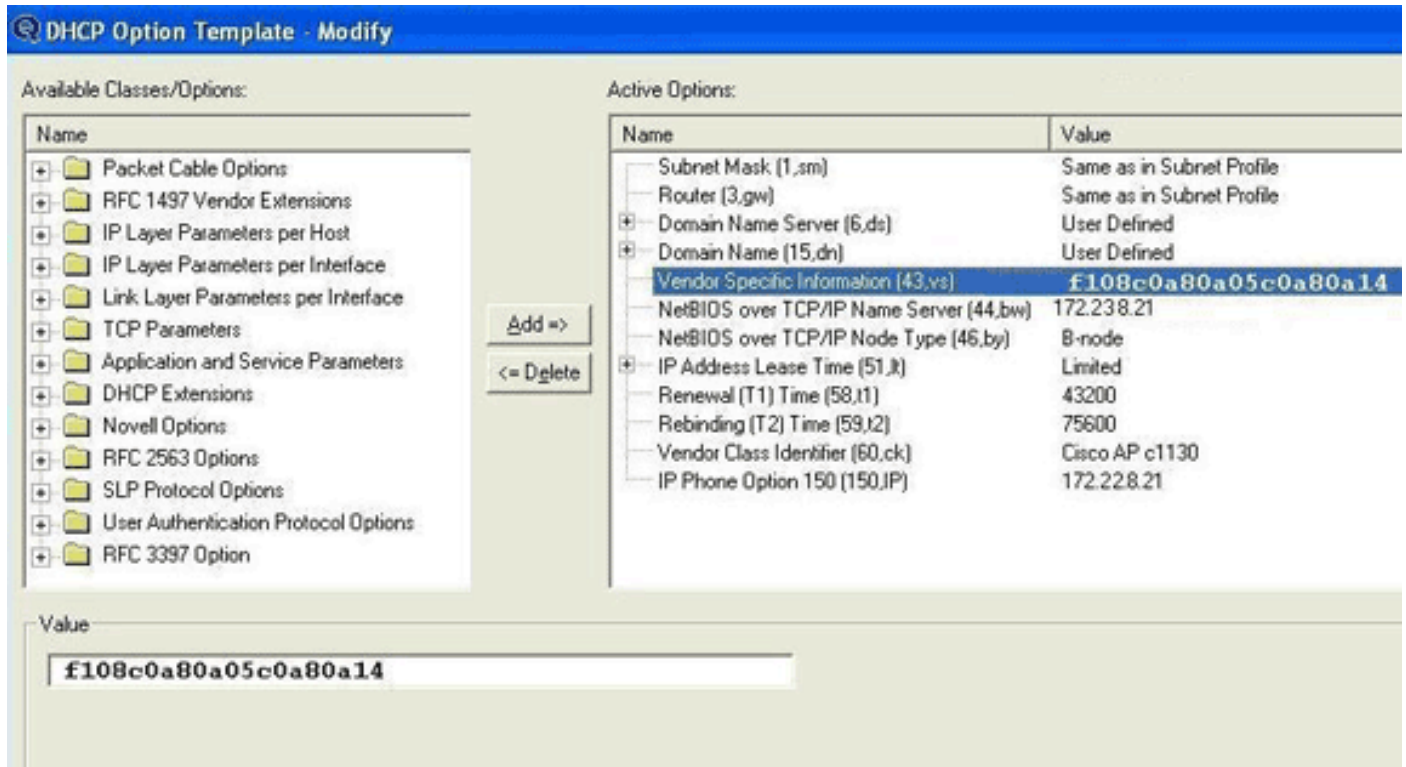 DHCP Option Template - Modify
Available Classes/Options:
Name
Packet Cable Options
RFC 1497 Vendor Extensions
IP Layer Parameters per Host
IP Layer Parameters per Interface
Link Layer Parameters per Interface
TCP Parameters
Application and Service Parameters
DHCP Extensions
Novell Options
RFC 2563 Options
SLP Protocol Options
User Authentication Protocol Options
RFC 3397 Option
Add =>
<= Delete
Active Options:
Name Value
Subnet Mask (1,sm) Same as in Subnet Profile
Router (3,gw) Same as in Subnet Profile
Domain Name Server (6,ds) User Defined
Domain Name (15,dn) User Defined
Vendor Specific Information (43,vs) f108c0a80a05c0a80a14
NetBIOS over TCP/IP Name Server (44,bw) 172.238.21
NetBIOS over TCP/IP Node Type (46,by) B-node
IP Address Lease Time (51,lt) Limited
Renewal (T1) Time (58,t1) 43200
Rebinding (T2) Time (59,t2) 75600
Vendor Class Identifier (60,ck) Cisco AP c1130
IP Phone Option 150 (150,IP) 172.22.8.21
Value
f108c0a80a05c0a80a14